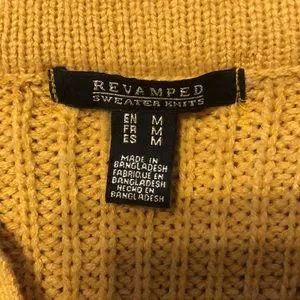 REVAMPED
SWEATER KNITS
EN M
FR M
ES M
MADE IN
BANGLADESH
FABRIQUE EN
BANGLADESH
HECHO EN
BANGLADESH